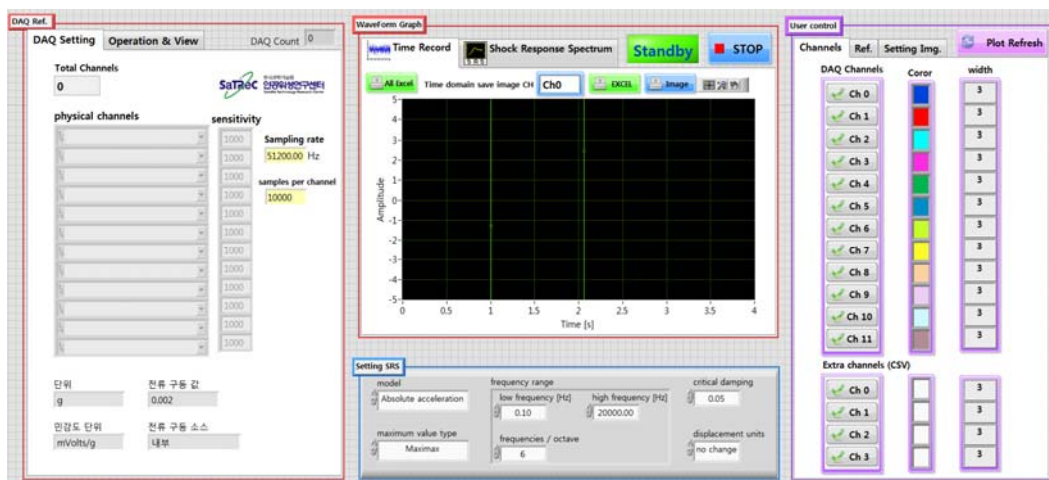 DAQ Ref.
DAQ Setting
Operation & View
DAQ Count 0
Total Channels
0
SaTReC 인공위성연구센터
physical channels
sensitivity
1000
1000
1000
1000
1000
1000
1000
1000
1000
1000
1000
1000
Sampling rate
51200.00 Hz
samples per channel
10000
단위
전류 구동 값
g
0.002
민감도 단위
전류 구동 소스
mVolts/g
내부
WaveForm Graph
Time Record
SRS
Shock Response Spectrum
Standby
STOP
All Excel
Time domain save image CH
Ch0
EXCEL
Image
Amplitude
5
4
3
2
1
0
-1
-2
-3
-4
-5
0 0.5 1 1.5 2 2.5 3 3.5 4
Time [s]
Setting SRS
model
Absolute acceleration
maximum value type
Maximax
frequency range
low frequency [Hz]
0.10
high frequency [Hz]
20000.00
frequencies / octave
6
critical damping
0.05
displacement units
no change
User control
Channels
Ref.
Setting Img.
Plot Refresh
DAQ Channels Coror width
Ch 0 3
Ch 1 3
Ch 2 3
Ch 3 3
Ch 4 3
Ch 5 3
Ch 6 3
Ch 7 3
Ch 8 3
Ch 9 3
Ch 10 3
Ch 11 3
Extra channels (CSV)
Ch 0 3
Ch 1 3
Ch 2 3
Ch 3 3